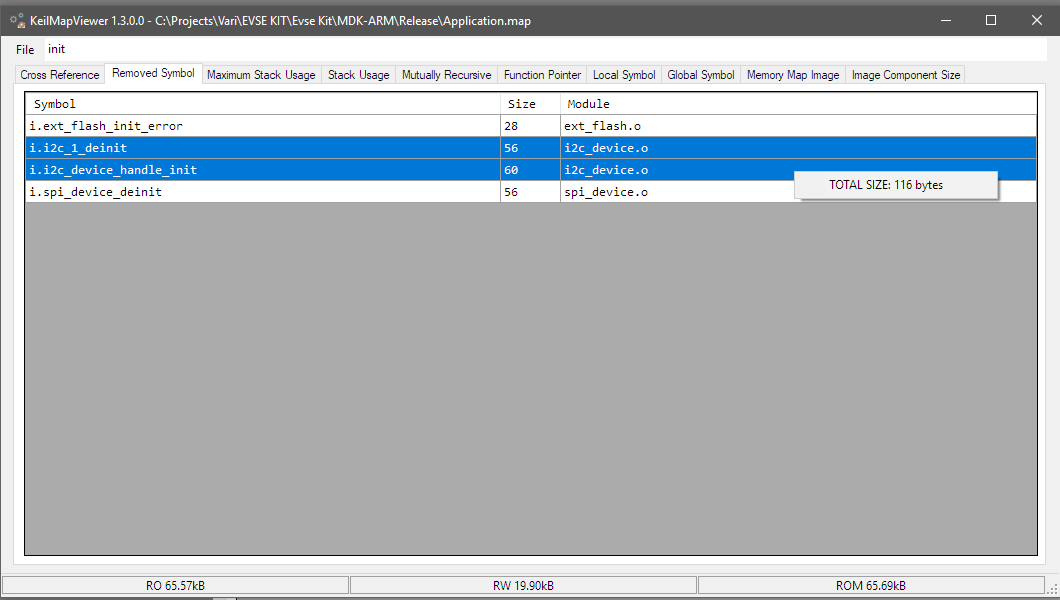 KeilMapViewer 1.3.0.0 - C:\Projects\Vari\EVSE KIT\Evse Kit\MDK-ARM\Release\Application.map
File init
Cross Reference Removed Symbol Maximum Stack Usage Stack Usage Mutually Recursive Function Pointer Local Symbol Global Symbol Memory Map Image Image Component Size
Symbol Size Module
i.ext_flash_init_error 28 ext_flash.o
i.i2c_1_deinit 56 i2c_device.o
i.i2c_device_handle_init 60 i2c_device.o
TOTAL SIZE: 116 bytes
i.spi_device_deinit 56 spi_device.o
RO 65.57kB RW 19.90kB ROM 65.69kB